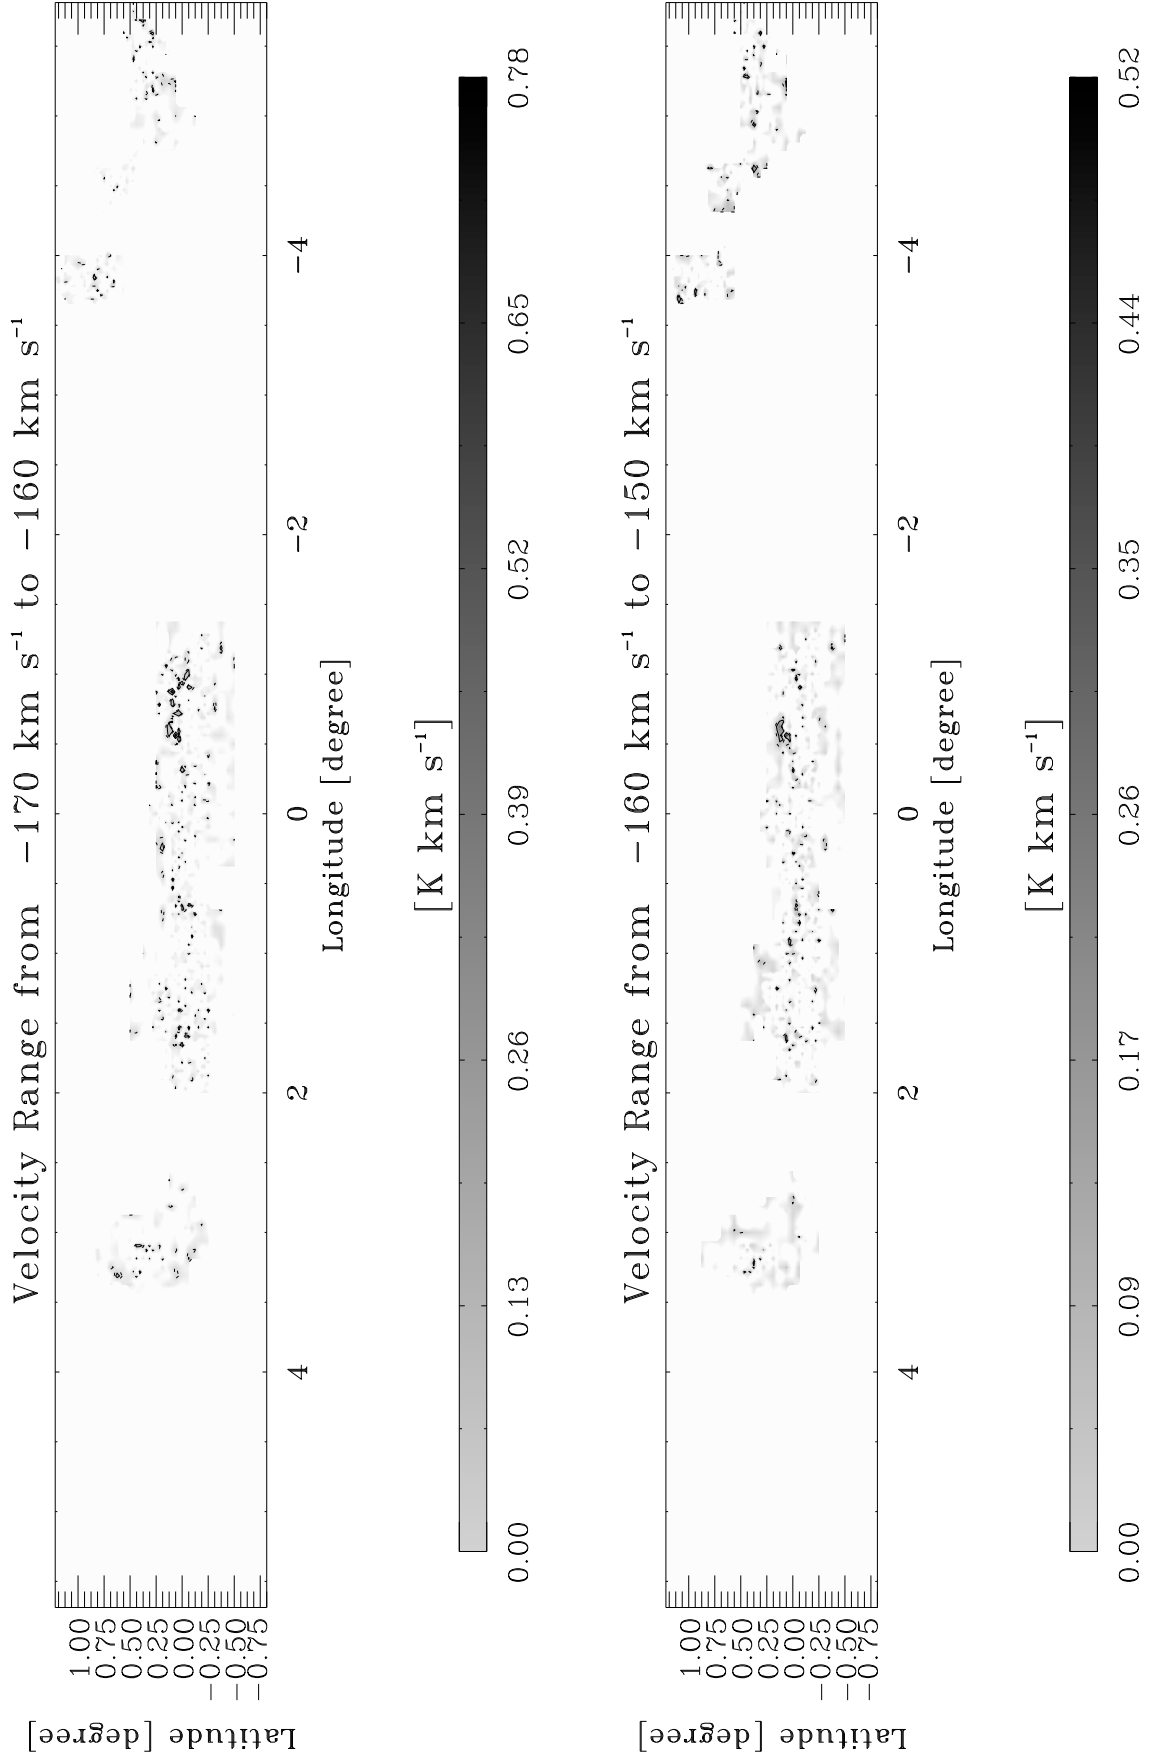 Velocity Range from −170 km s⁻¹ to −160 km s⁻¹
Latitude [degree]
1.00
0.75
0.50
0.25
0.00
−0.25
−0.50
−0.75
4 2 0 −2 −4
Longitude [degree]
[K km s⁻¹]
0.00 0.13 0.26 0.39 0.52 0.65 0.78
Velocity Range from −160 km s⁻¹ to −150 km s⁻¹
Latitude [degree]
1.00
0.75
0.50
0.25
0.00
−0.25
−0.50
−0.75
4 2 0 −2 −4
Longitude [degree]
[K km s⁻¹]
0.00 0.09 0.17 0.26 0.35 0.44 0.52